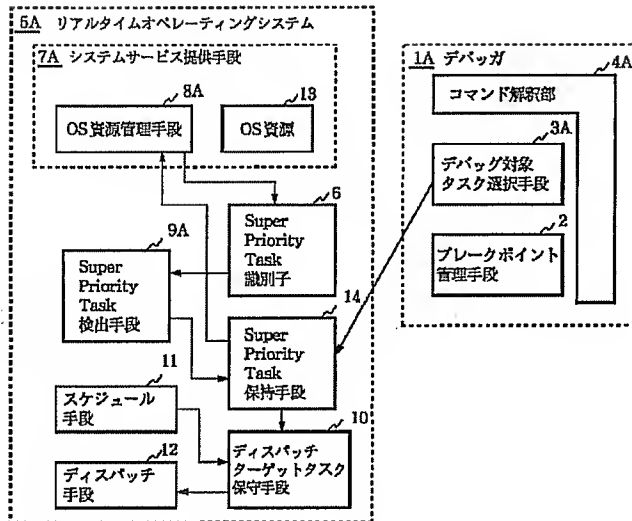 5A リアルタイムオペレーティングシステム
7A システムサービス提供手段
8A
OS資源管理手段
13
OS資源
6
Super
Priority
Task
識別子
9A
Super
Priority
Task
検出手段
14
Super
Priority
Task
保持手段
11
スケジュール
手段
10
ディスパッチ
ターゲットタスク
保守手段
12
ディスパッチ
手段
1A デバッガ
4A
コマンド解釈部
3A
デバッグ対象
タスク選択手段
2
ブレークポイント
管理手段